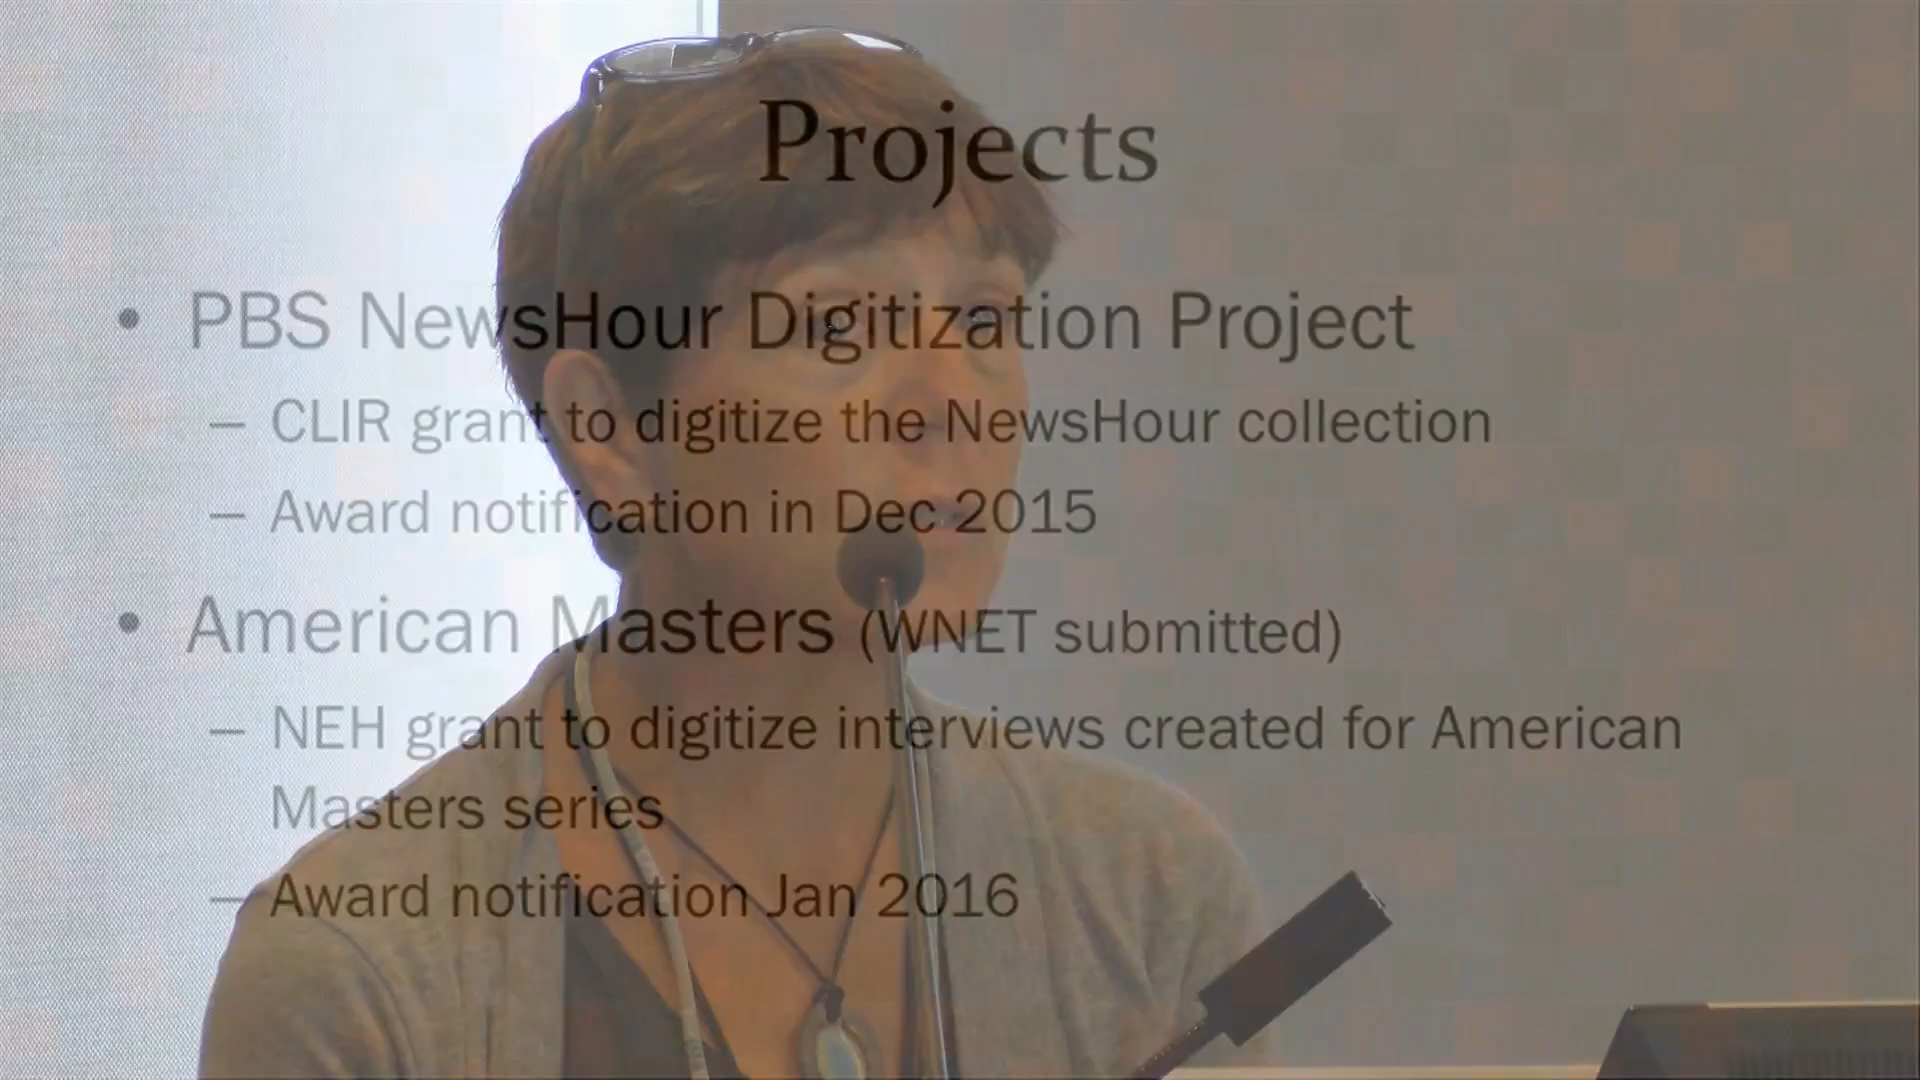 Projects
• PBS NewsHour Digitization Project
– CLIR grant to digitize the NewsHour collection
– Award notification in Dec 2015
• American Masters (WNET submitted)
– NEH grant to digitize interviews created for American
Masters series
– Award notification Jan 2016